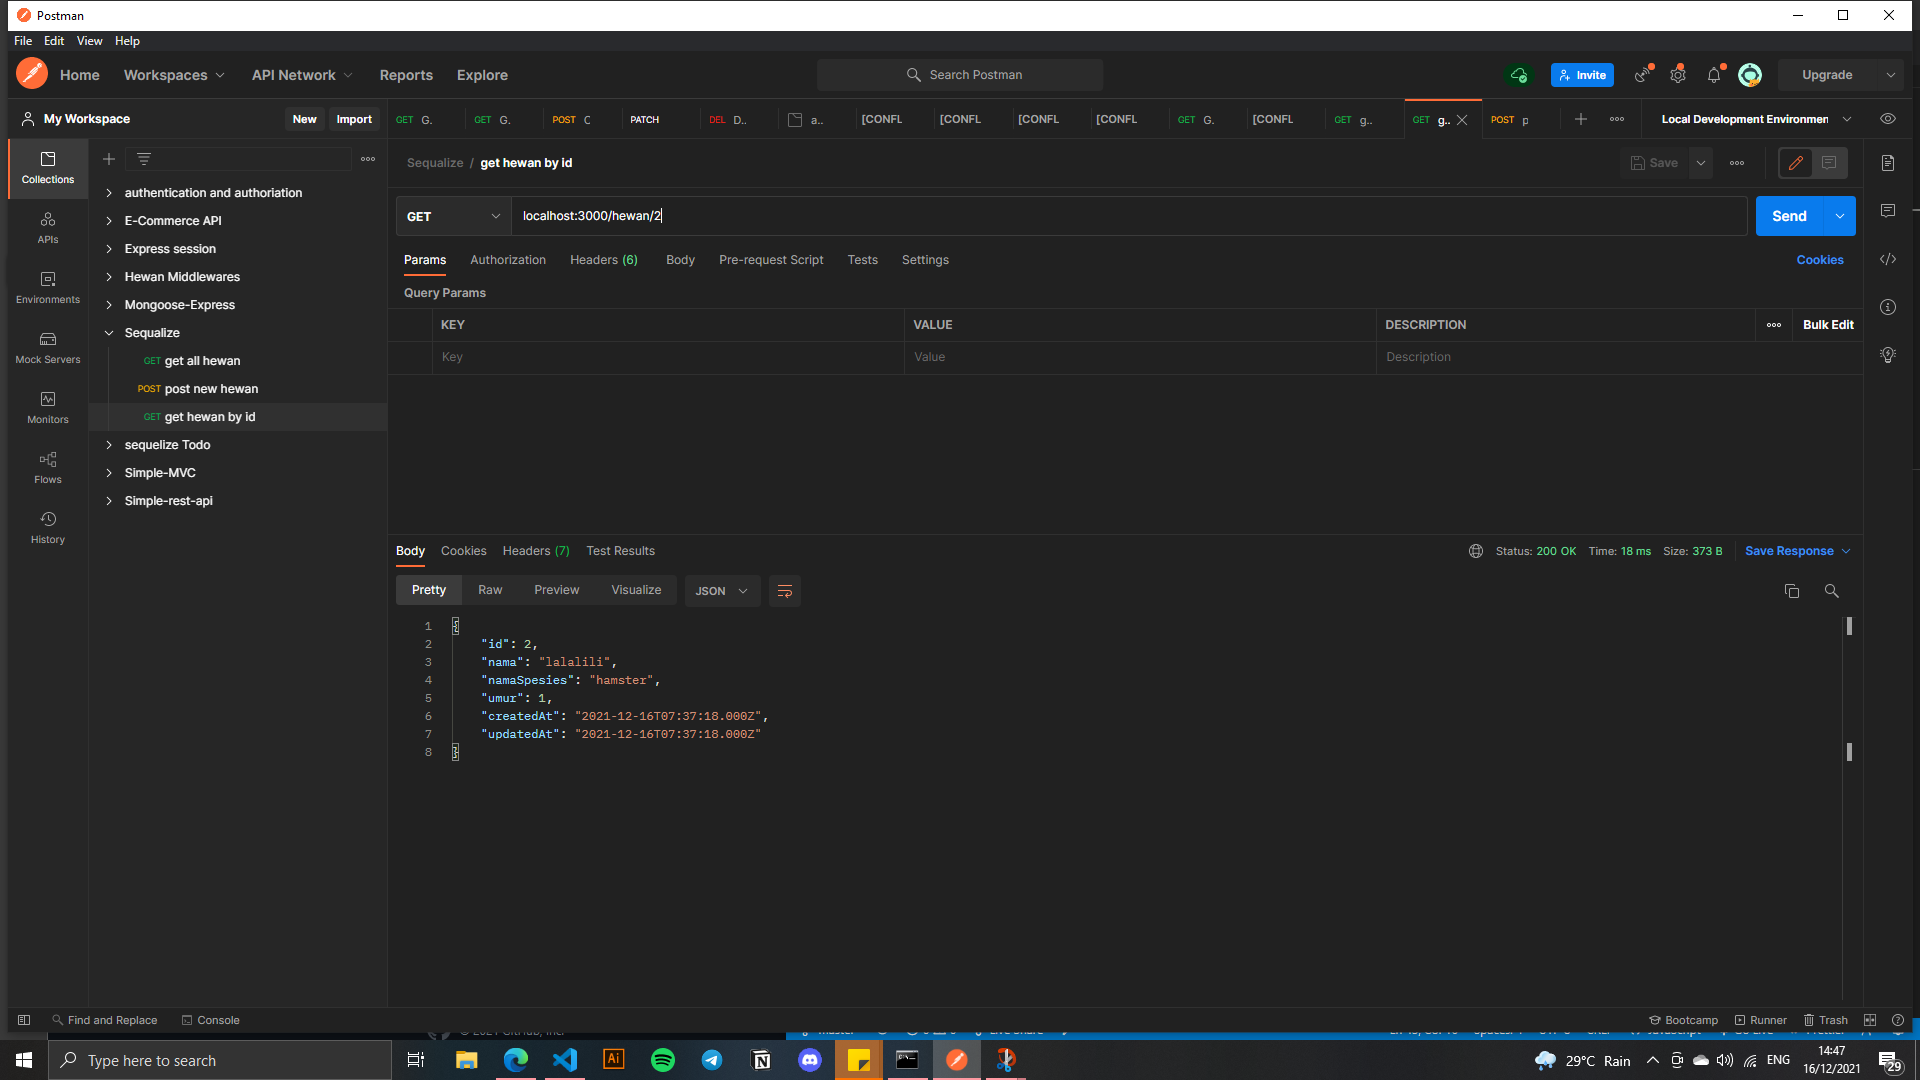 Postman
File Edit View Help
Home Workspaces API Network Reports Explore Search Postman Invite Upgrade
My Workspace New Import GET G. GET G. POST C PATCH DEL D.. a.. [CONFL [CONFL [CONFL [CONFL GET G. [CONFL GET g.. GET g.. POST p Local Development Environmen
Collections
APIs
Environments
Mock Servers
Monitors
Flows
History
authentication and authoriation
E-Commerce API
Express session
Hewan Middlewares
Mongoose-Express
Sequalize
GET get all hewan
POST post new hewan
GET get hewan by id
sequelize Todo
Simple-MVC
Simple-rest-api
Sequalize / get hewan by id Save
GET localhost:3000/hewan/2 Send
Params Authorization Headers (6) Body Pre-request Script Tests Settings Cookies
Query Params
KEY VALUE DESCRIPTION Bulk Edit
Key Value Description
Body Cookies Headers (7) Test Results Status: 200 OK Time: 18 ms Size: 373 B Save Response
Pretty Raw Preview Visualize JSON
1 {
2 "id": 2,
3 "nama": "lalalili",
4 "namaSpesies": "hamster",
5 "umur": 1,
6 "createdAt": "2021-12-16T07:37:18.000Z",
7 "updatedAt": "2021-12-16T07:37:18.000Z"
8 }
Find and Replace Console Bootcamp Runner Trash
Type here to search 29°C Rain ENG 14:47
16/12/2021 29